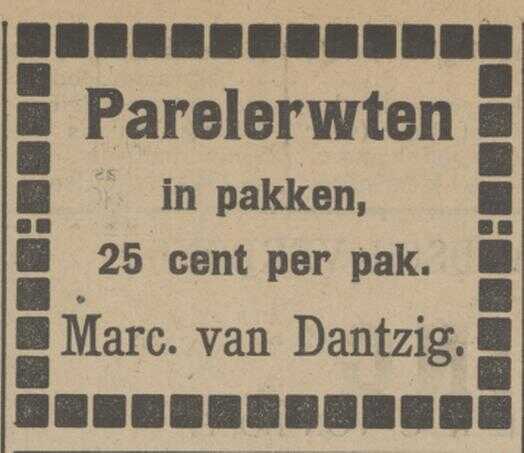 Parelerwten
in pakken,
25 cent per pak.
Marc. van Dantzig.